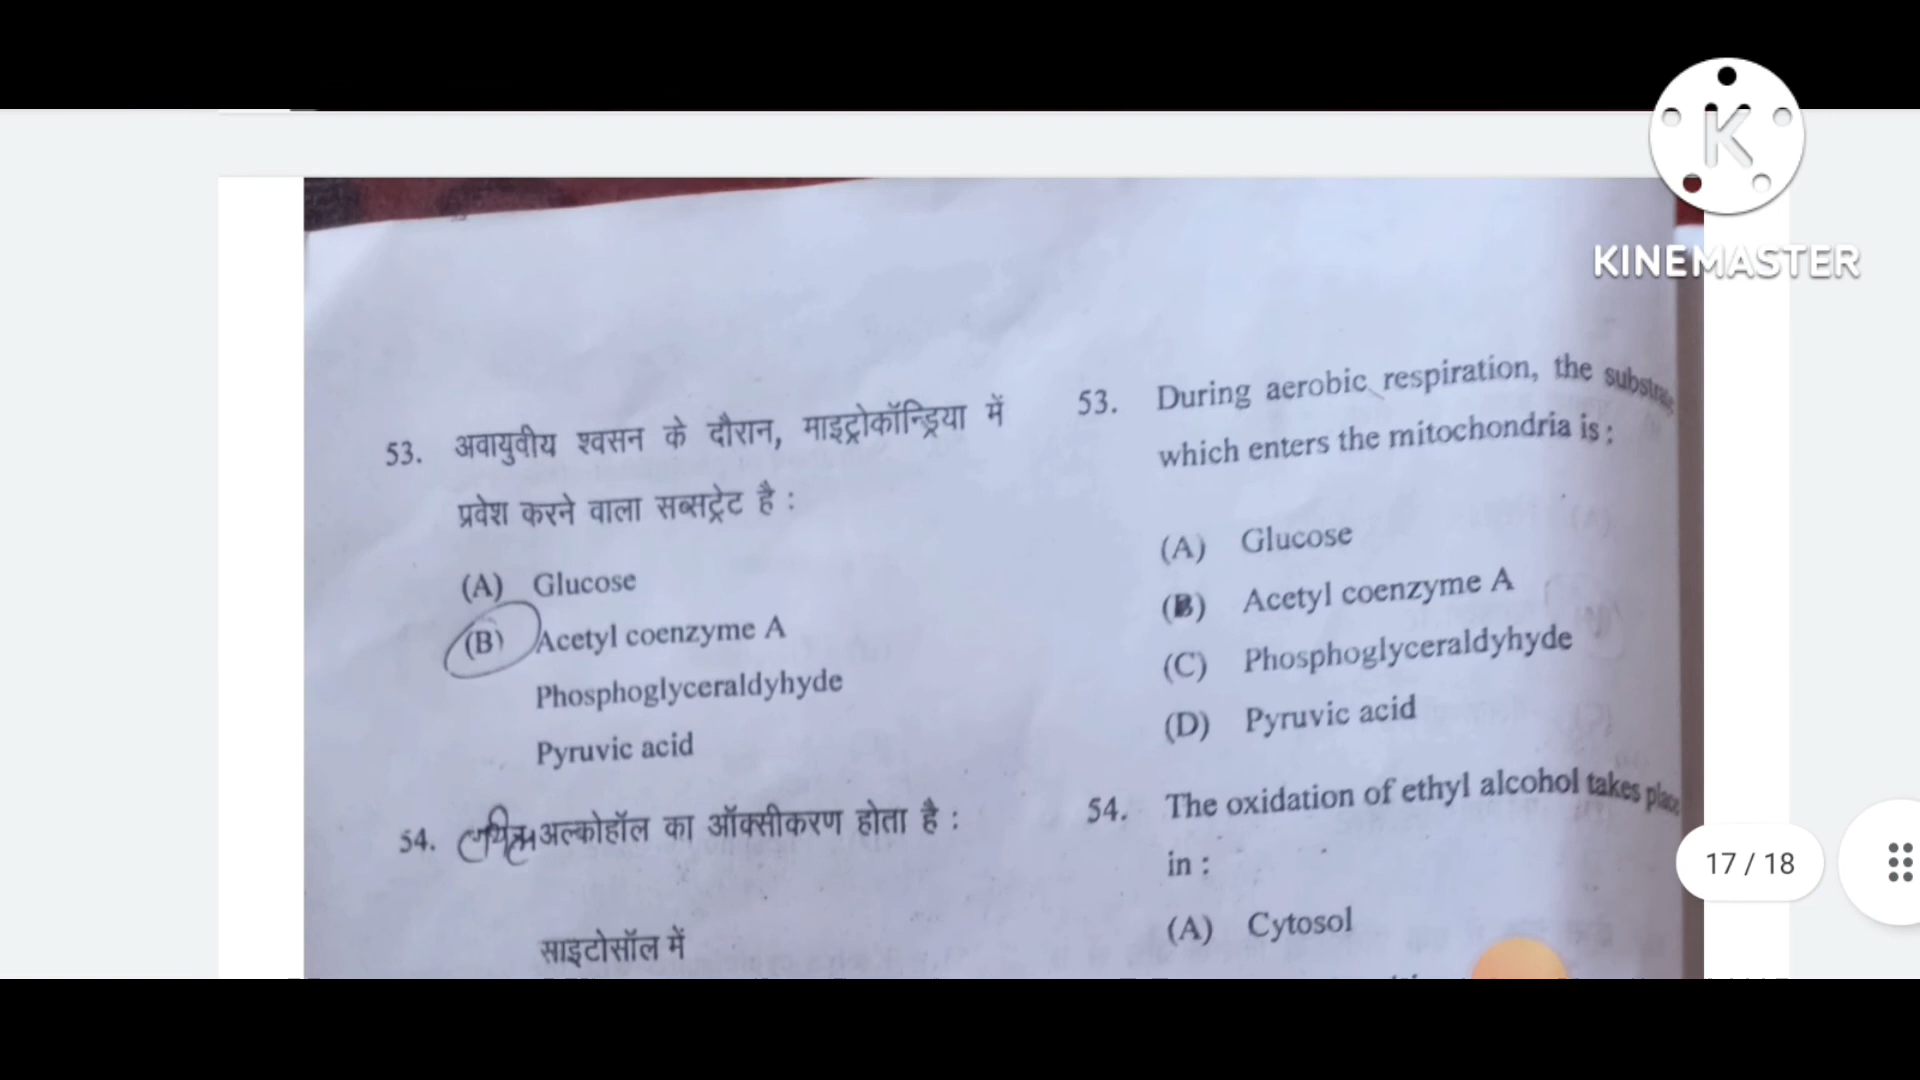 K
KINEMASTER
53. अवायुवीय श्वसन के दौरान, माइट्रोकॉन्ड्रिया में
प्रवेश करने वाला सब्सट्रेट है :
(A) Glucose
(B) Acetyl coenzyme A
Phosphoglyceraldyhyde
Pyruvic acid
54. अल्कोहॉल का ऑक्सीकरण होता है :
साइटोसॉल में
53. During aerobic respiration, the
which enters the mitochondria is :
(A) Glucose
(B) Acetyl coenzyme A
(C) Phosphoglyceraldyhyde
(D) Pyruvic acid
54. The oxidation of ethyl alcohol takes place
in :
(A) Cytosol
17 / 18